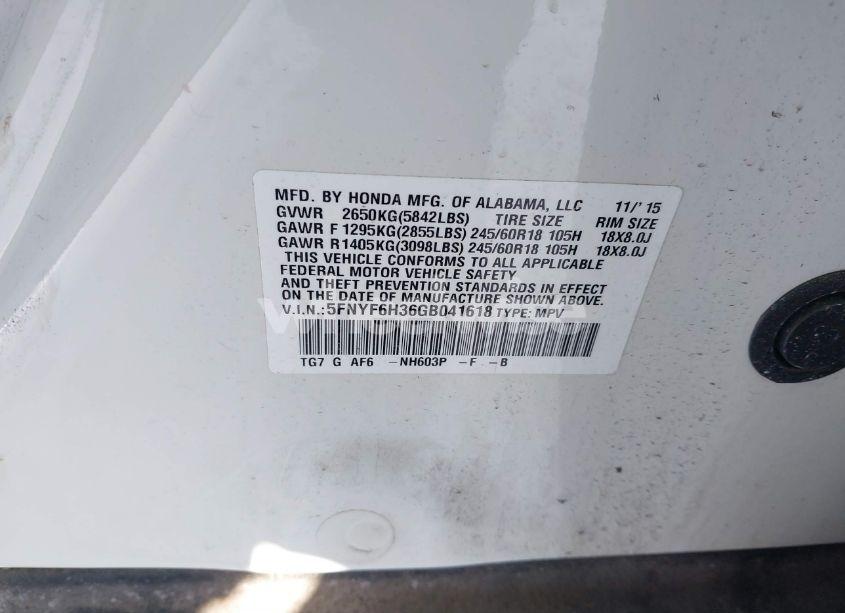 MFD. BY HONDA MFG. OF ALABAMA, LLC 11/'15
GVWR 2650KG(5842LBS) TIRE SIZE RIM SIZE
GAWR F 1295KG(2855LBS) 245/60R18 105H 18X8.0J
GAWR R1405KG(3098LBS) 245/60R18 105H 18X8.0J
THIS VEHICLE CONFORMS TO ALL APPLICABLE
FEDERAL MOTOR VEHICLE SAFETY
AND THEFT PREVENTION STANDARDS IN EFFECT
ON THE DATE OF MANUFACTURE SHOWN ABOVE.
V.I.N.:5FNYF6H36GB041618 TYPE: MPV
TG7 G AF6 -NH603P -F -B